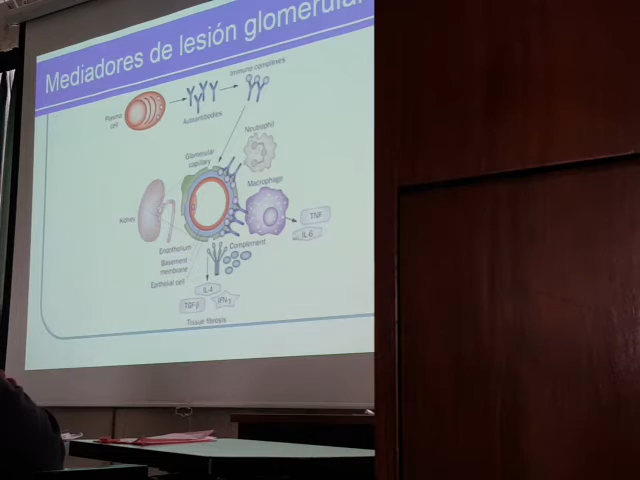 Mediadores de lesión glomerular
Immune complexes
Plasma
cell
Autoantibodies
Neutrophil
Glomerular
capillary
Macrophage
Kidney
TNF
IL-6
Endothelium
Complement
Basement
membrane
Epithelial cell
IL-4
TGFβ
IFN-γ
Tissue fibrosis